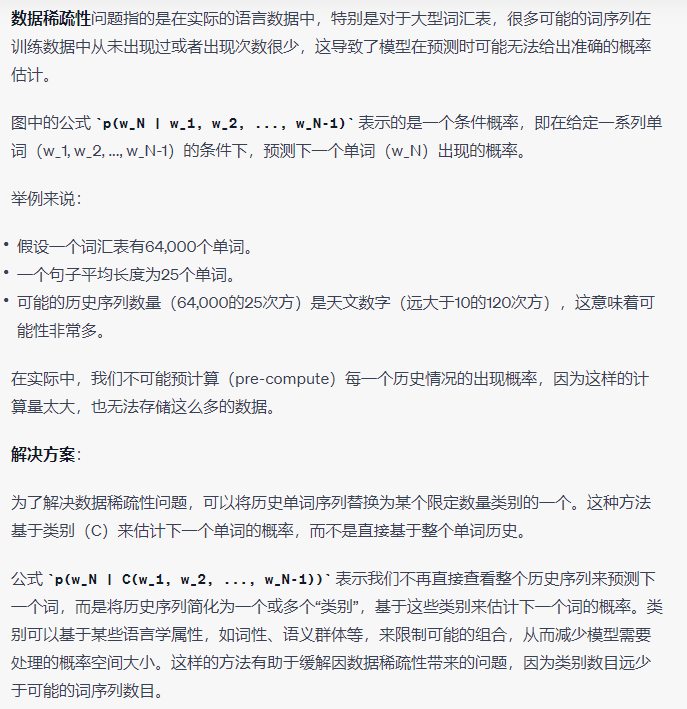 数据稀疏性问题指的是在实际的语言数据中，特别是对于大型词汇表，很多可能的词序列在
训练数据中从未出现过或者出现次数很少，这导致了模型在预测时可能无法给出准确的概率
估计。
图中的公式 `p(w_N | w_1, w_2, ..., w_N-1)` 表示的是一个条件概率，即在给定一系列单
词（w_1, w_2, ..., w_N-1）的条件下，预测下一个单词（w_N）出现的概率。
举例来说：
• 假设一个词汇表有64,000个单词。
• 一个句子平均长度为25个单词。
• 可能的历史序列数量（64,000的25次方）是天文数字（远大于10的120次方），这意味着可
能性非常多。
在实际中，我们不可能预计算（pre-compute）每一个历史情况的出现概率，因为这样的计
算量太大，也无法存储这么多的数据。
解决方案：
为了解决数据稀疏性问题，可以将历史单词序列替换为某个限定数量类别的一个。这种方法
基于类别（C）来估计下一个单词的概率，而不是直接基于整个单词历史。
公式 `p(w_N | C(w_1, w_2, ..., w_N-1))` 表示我们不再直接查看整个历史序列来预测下
一个词，而是将历史序列简化为一个或多个“类别”，基于这些类别来估计下一个词的概率。类
别可以基于某些语言学属性，如词性、语义群体等，来限制可能的组合，从而减少模型需要
处理的概率空间大小。这样的方法有助于缓解因数据稀疏性带来的问题，因为类别数目远少
于可能的词序列数目。